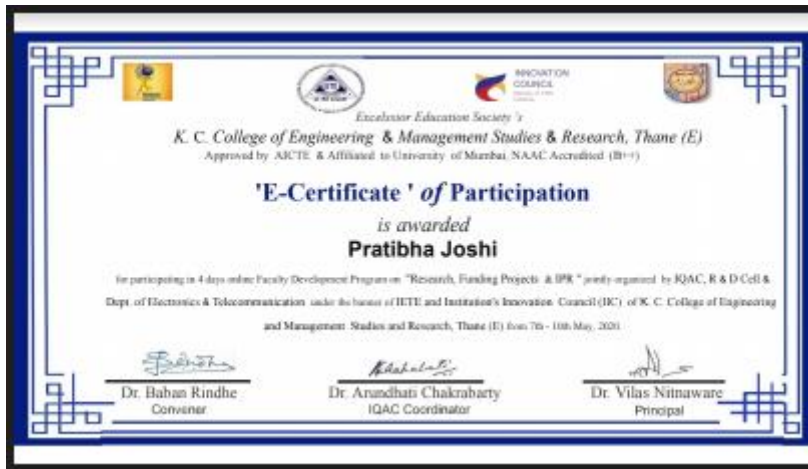 INNOVATION
COUNCIL
Excelssior Education Society 's
K. C. College of Engineering & Management Studies & Research, Thane (E)
Approved by AICTE & Affiliated to University of Mumbai, NAAC Accredited (B++)
'E-Certificate ' of Participation
is awarded
Pratibha Joshi
for participating in 4 days online Faculty Development Program on "Research, Funding Projects & IPR " jointly organized by IQAC, R & D Cell &
Dept. of Electronics & Telecommunication under the banner of IETE and Institution's Innovation Council (IIC) of K. C. College of Engineering
and Management Studies and Research, Thane (E) from 7th - 10th May, 2020
Dr. Baban Rindhe
Convener
Dr. Arundhati Chakrabarty
IQAC Coordinator
Dr. Vilas Nitnaware
Principal